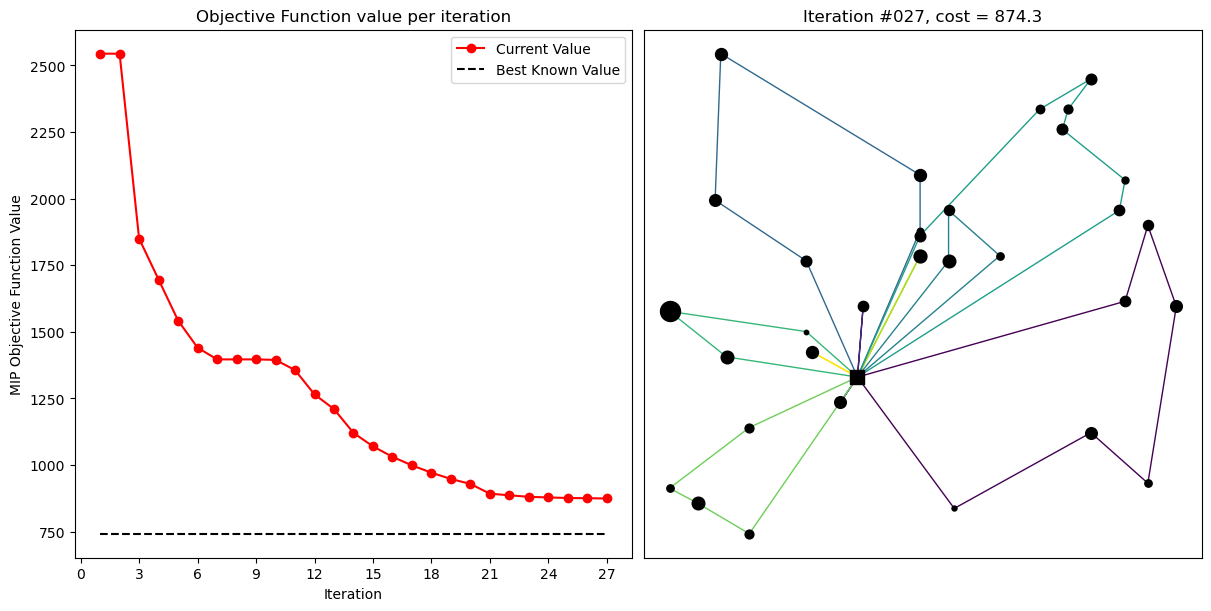 Objective Function value per iteration
Current Value
Best Known Value
2500
2250
2000
1750
1500
1250
1000
750
MIP Objective Function Value
0 3 6 9 12 15 18 21 24 27
Iteration
Iteration #027, cost = 874.3